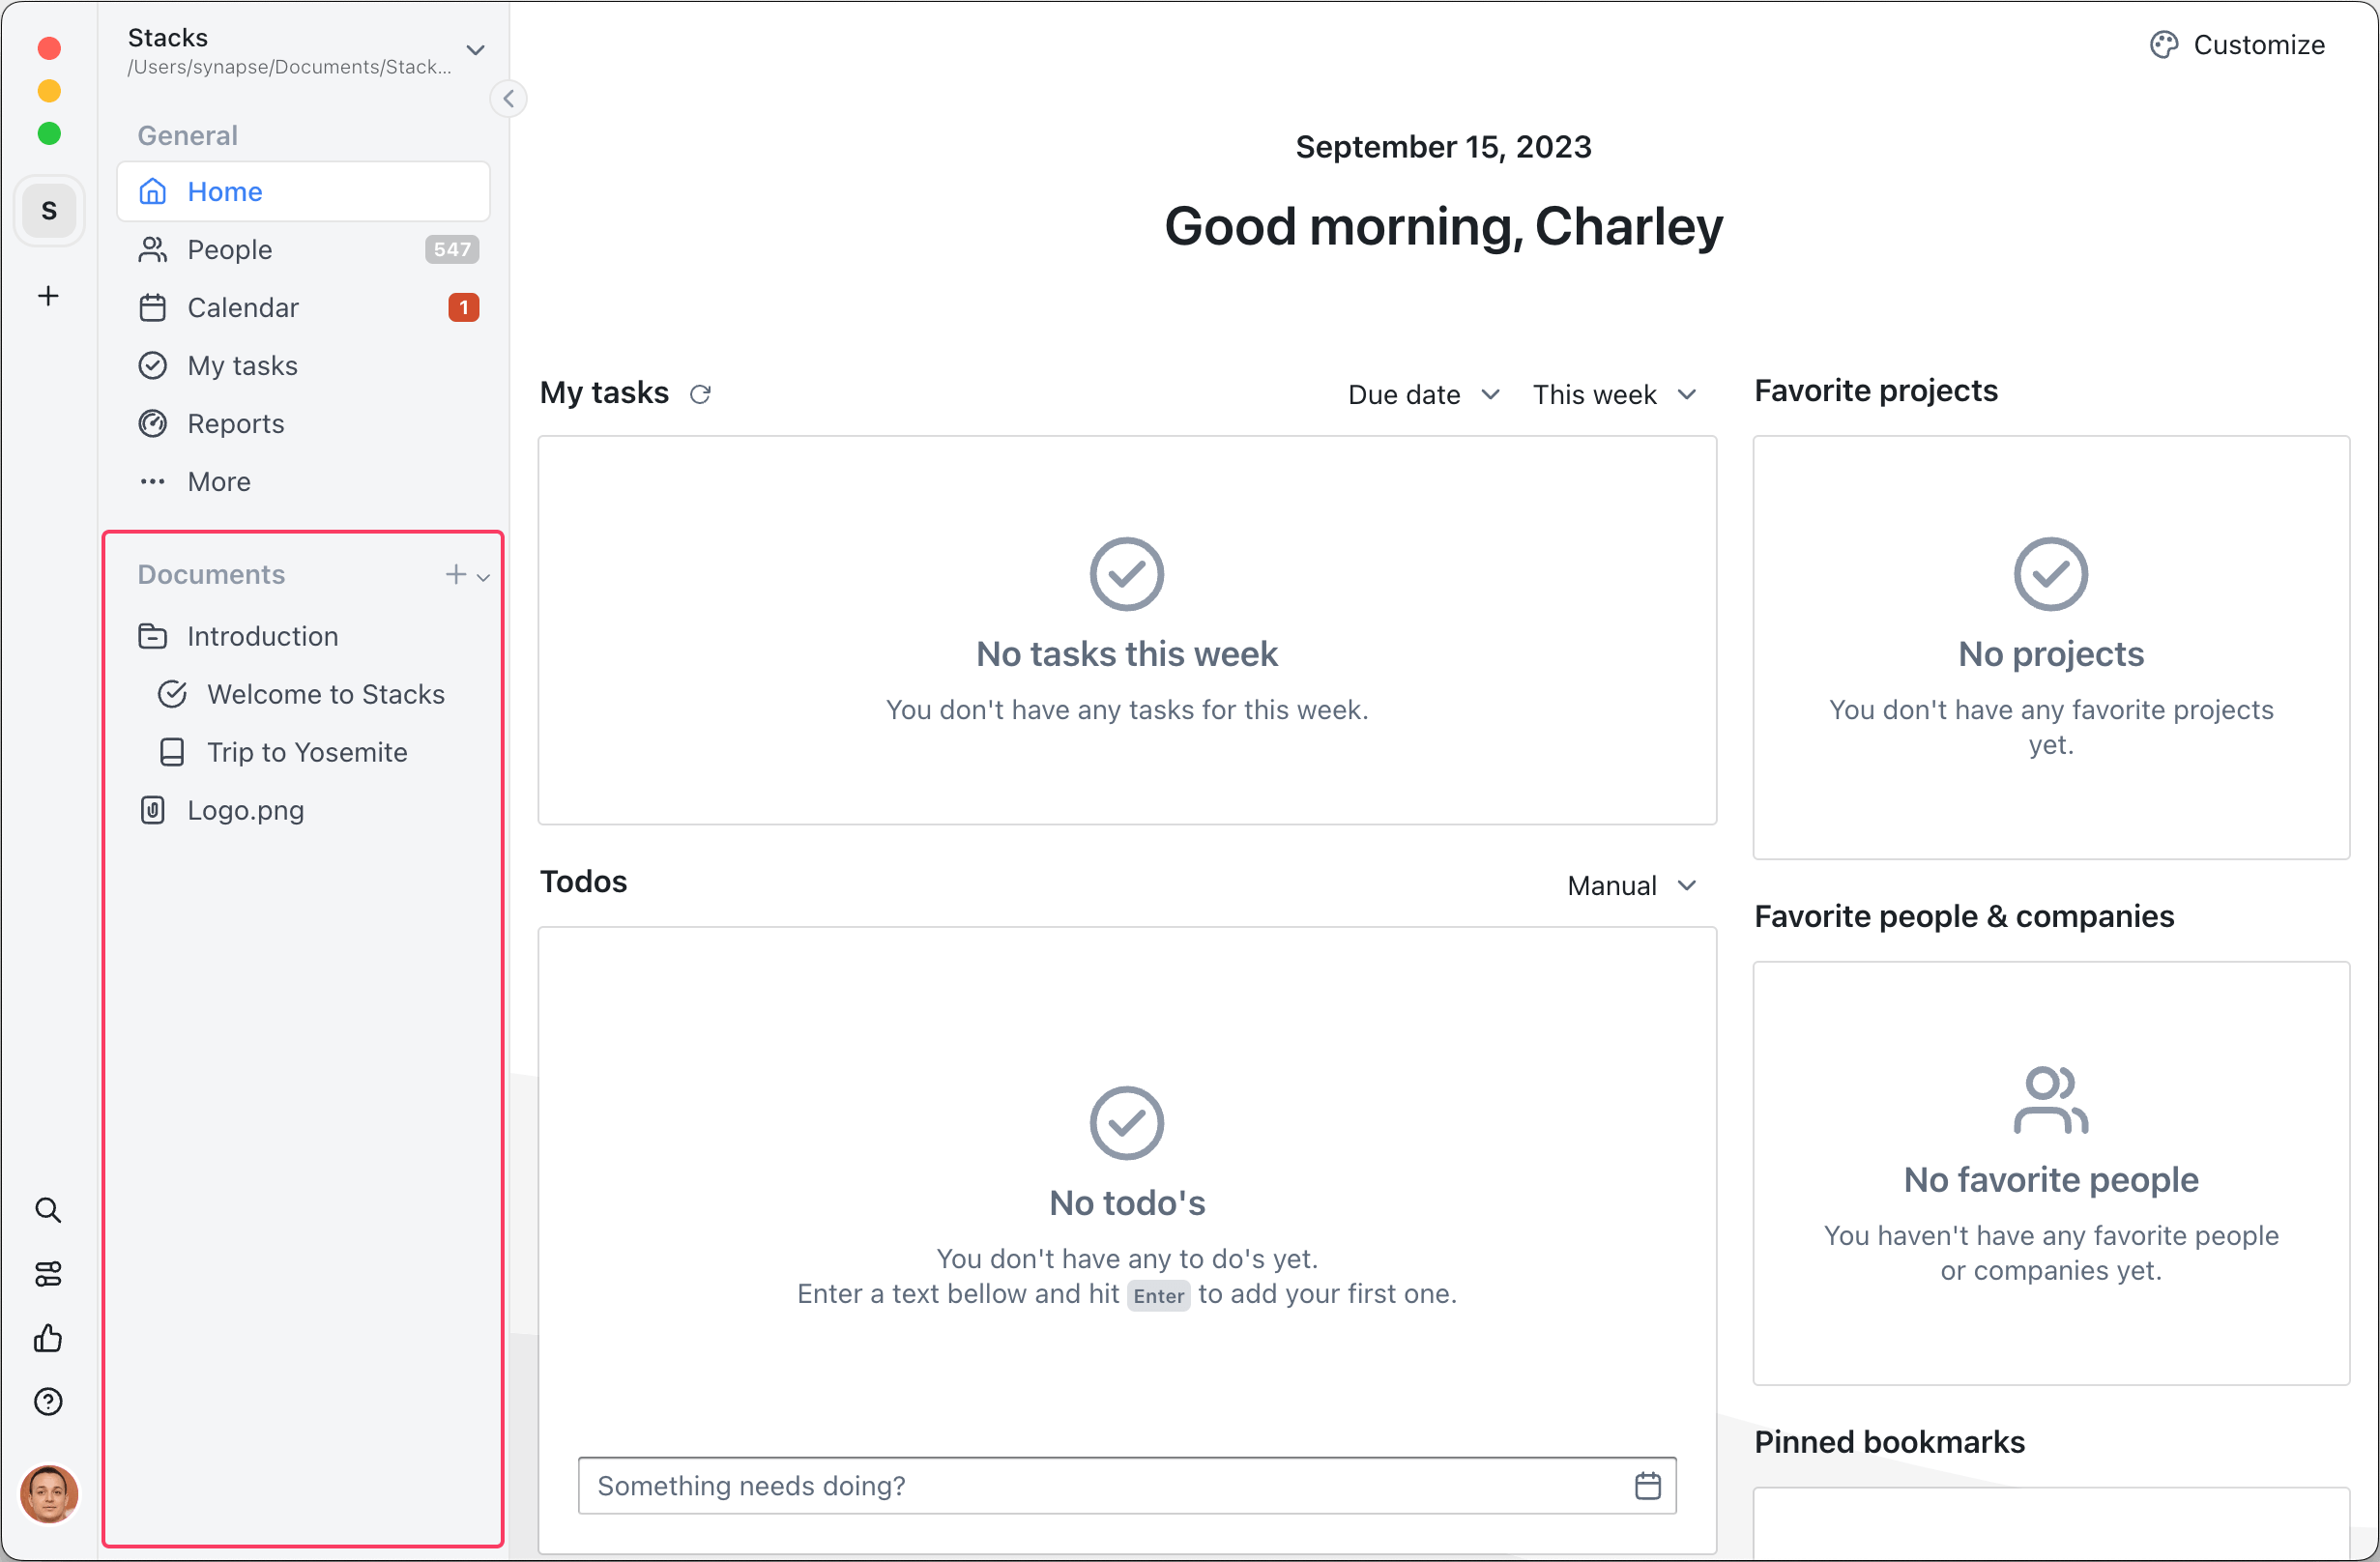 Stacks
/Users/synapse/Documents/Stack...
S
General
Home
People 547
Calendar 1
My tasks
Reports
More
Documents
Introduction
Welcome to Stacks
Trip to Yosemite
Logo.png
Customize
September 15, 2023
Good morning, Charley
My tasks
Due date
This week
No tasks this week
You don't have any tasks for this week.
Todos
Manual
No todo's
You don't have any to do's yet.
Enter a text bellow and hit Enter to add your first one.
Something needs doing?
Favorite projects
No projects
You don't have any favorite projects
yet.
Favorite people & companies
No favorite people
You haven't have any favorite people
or companies yet.
Pinned bookmarks